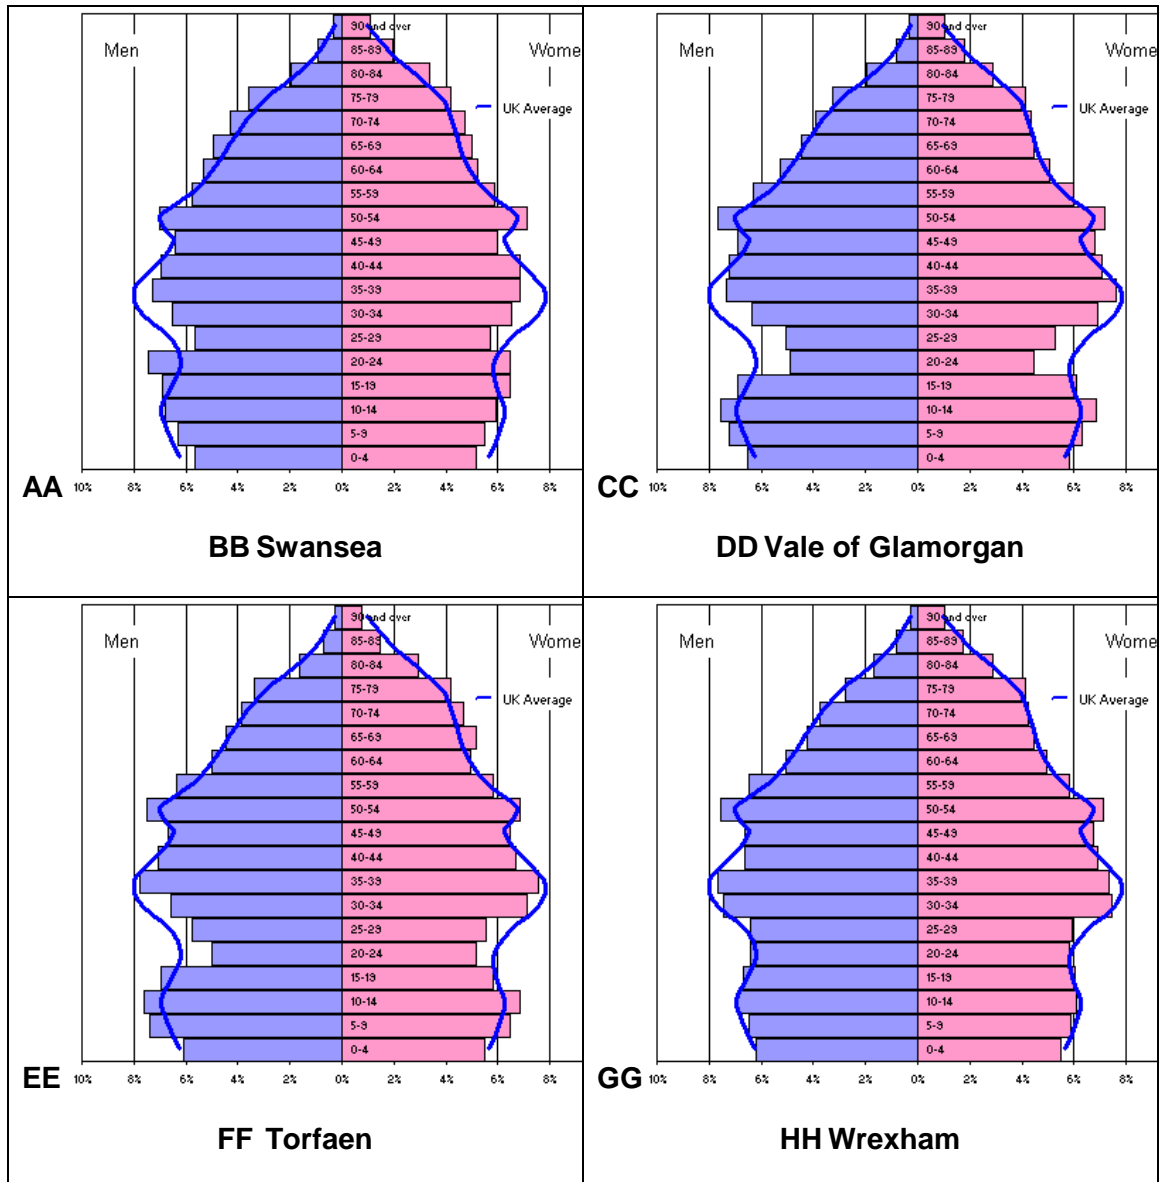 90 and over
Men
Wome
85-89
80-84
75-79
UK Average
70-74
65-69
60-64
55-59
50-54
45-49
40-44
35-39
30-34
25-29
20-24
15-19
10-14
5-9
0-4
AA
10% 8% 6% 4% 2% 0% 2% 4% 6% 8%
BB Swansea
90 and over
Men
Wome
85-89
80-84
75-79
UK Average
70-74
65-69
60-64
55-59
50-54
45-49
40-44
35-39
30-34
25-29
20-24
15-19
10-14
5-9
0-4
CC
10% 8% 6% 4% 2% 0% 2% 4% 6% 8%
DD Vale of Glamorgan
90 and over
Men
Wome
85-89
80-84
75-79
UK Average
70-74
65-69
60-64
55-59
50-54
45-49
40-44
35-39
30-34
25-29
20-24
15-19
10-14
5-9
0-4
EE
10% 8% 6% 4% 2% 0% 2% 4% 6% 8%
FF Torfaen
90 and over
Men
Wome
85-89
80-84
75-79
UK Average
70-74
65-69
60-64
55-59
50-54
45-49
40-44
35-39
30-34
25-29
20-24
15-19
10-14
5-9
0-4
GG
10% 8% 6% 4% 2% 0% 2% 4% 6% 8%
HH Wrexham